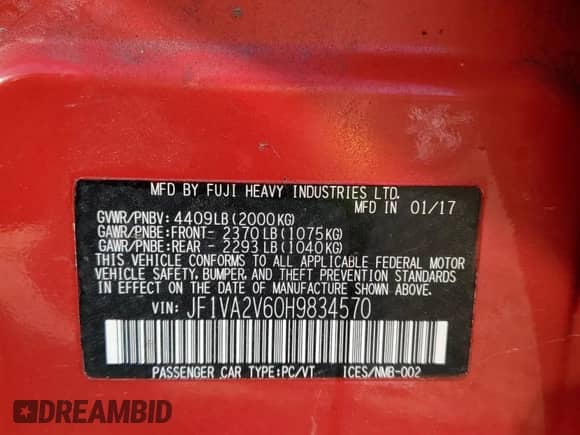 MFD BY FUJI HEAVY INDUSTRIES LTD.
MFD IN 01/17
GVWR/PNBV: 4409LB(2000KG)
GAWR/PNBE:FRONT- 2370LB(1075KG)
GAWR/PNBE:REAR - 2293LB(1040KG)
THIS VEHICLE CONFORMS TO ALL APPLICABLE FEDERAL MOTOR
VEHICLE SAFETY, BUMPER, AND THEFT PREVENTION STANDARDS
IN EFFECT ON THE DATE OF MANUFACTURE SHOWN ABOVE.
VIN: JF1VA2V60H9834570
PASSENGER CAR TYPE:PC/VT ICES/NMB-002
DREAMBID